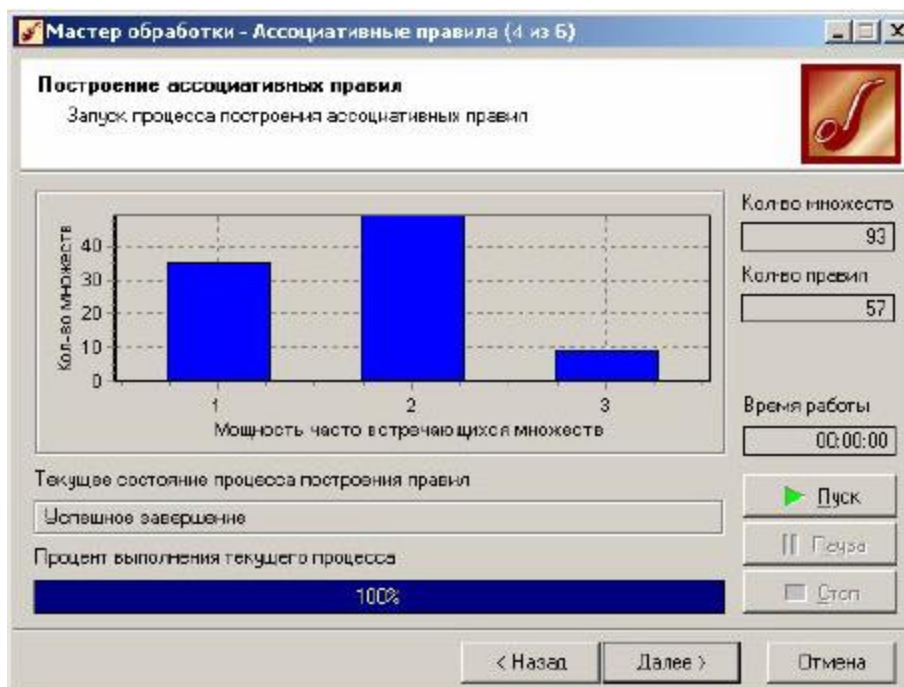 Мастер обработки - Ассоциативные правила (4 из 6)
Построение ассоциативных правил
Запуск процесса построения ассоциативных правил
Кол-во множеств
40
30
20
10
0
1 2 3
Мощность часто встречающихся множеств
Кол-во множеств
93
Кол-во правил
57
Время работы
00:00:00
Текущее состояние процесса построения правил
Успешное завершение
Процент выполнения текущего процесса
100%
Пуск
Пауза
Стоп
< Назад Далее > Отмена